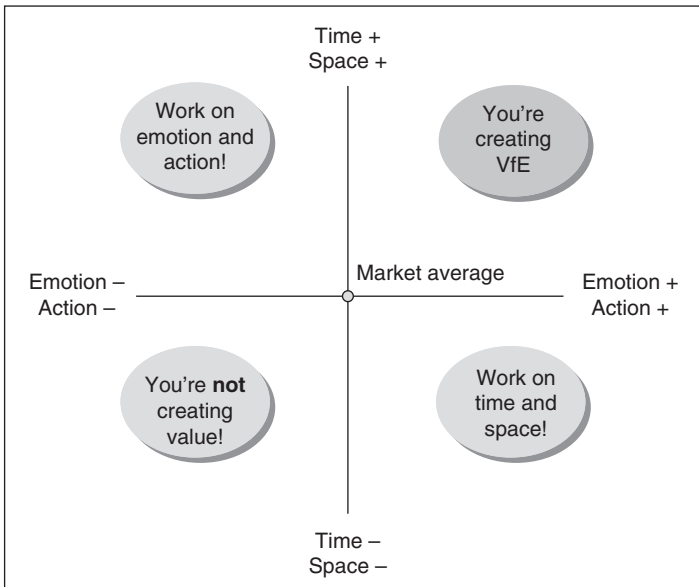 Time +
Space +
Work on
emotion and
action!
You're
creating
VfE
Market average
Emotion –
Action –
Emotion +
Action +
You're not
creating
value!
Work on
time and
space!
Time –
Space –